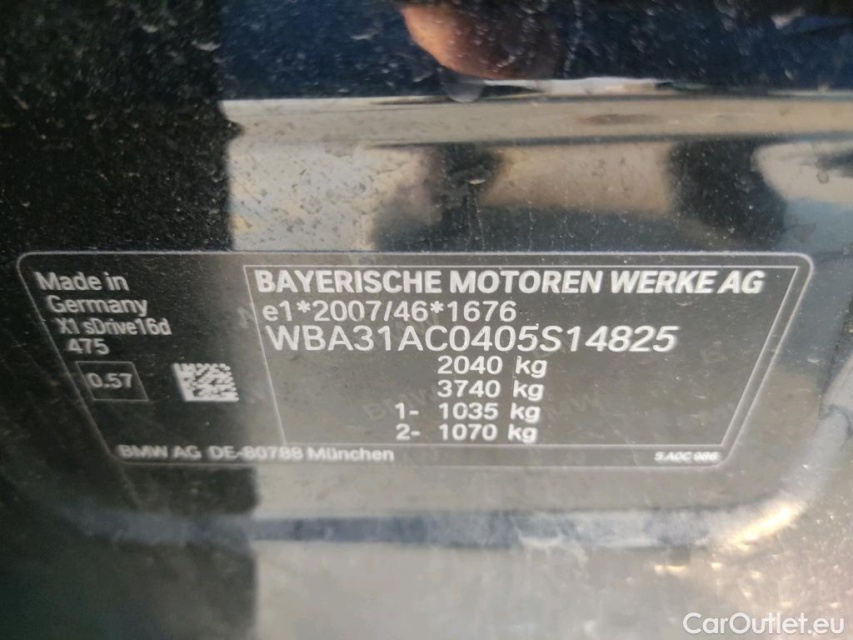 Made in
Germany
X1 sDrive16d
475
0.57
BAYERISCHE MOTOREN WERKE AG
e1*2007/46*1676
WBA31AC0405S14825
2040 kg
3740 kg
1- 1035 kg
2- 1070 kg
BMW AG DE-80788 München
CarOutlet.eu